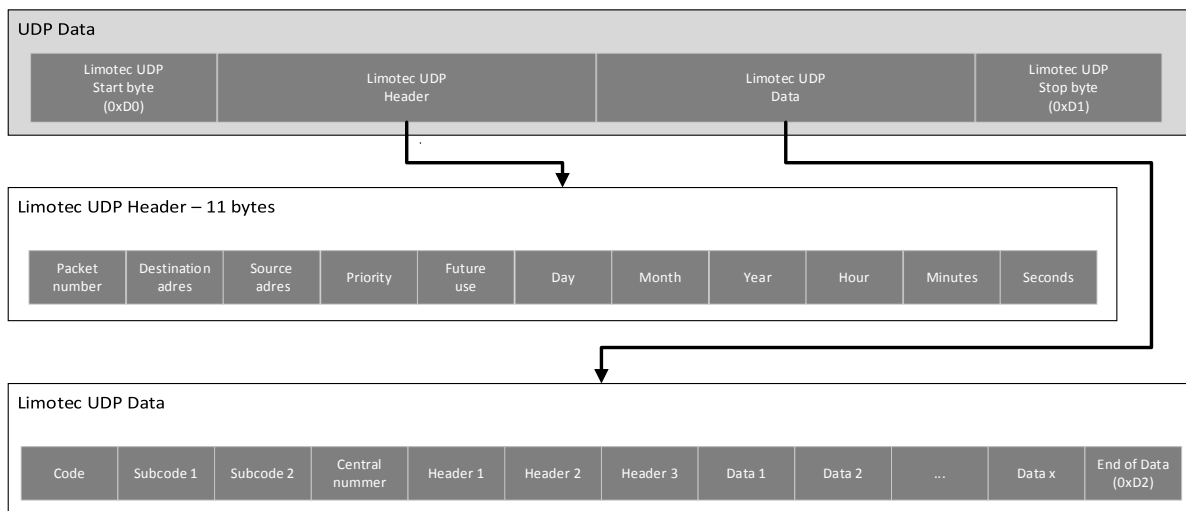 UDP Data
Limotec UDP
Start byte
(0xD0)
Limotec UDP
Header
Limotec UDP
Data
Limotec UDP
Stop byte
(0xD1)
Limotec UDP Header – 11 bytes
Packet
number
Destination
adres
Source
adres
Priority
Future
use
Day
Month
Year
Hour
Minutes
Seconds
Limotec UDP Data
Code
Subcode 1
Subcode 2
Central
nummer
Header 1
Header 2
Header 3
Data 1
Data 2
...
Data x
End of Data
(0xD2)